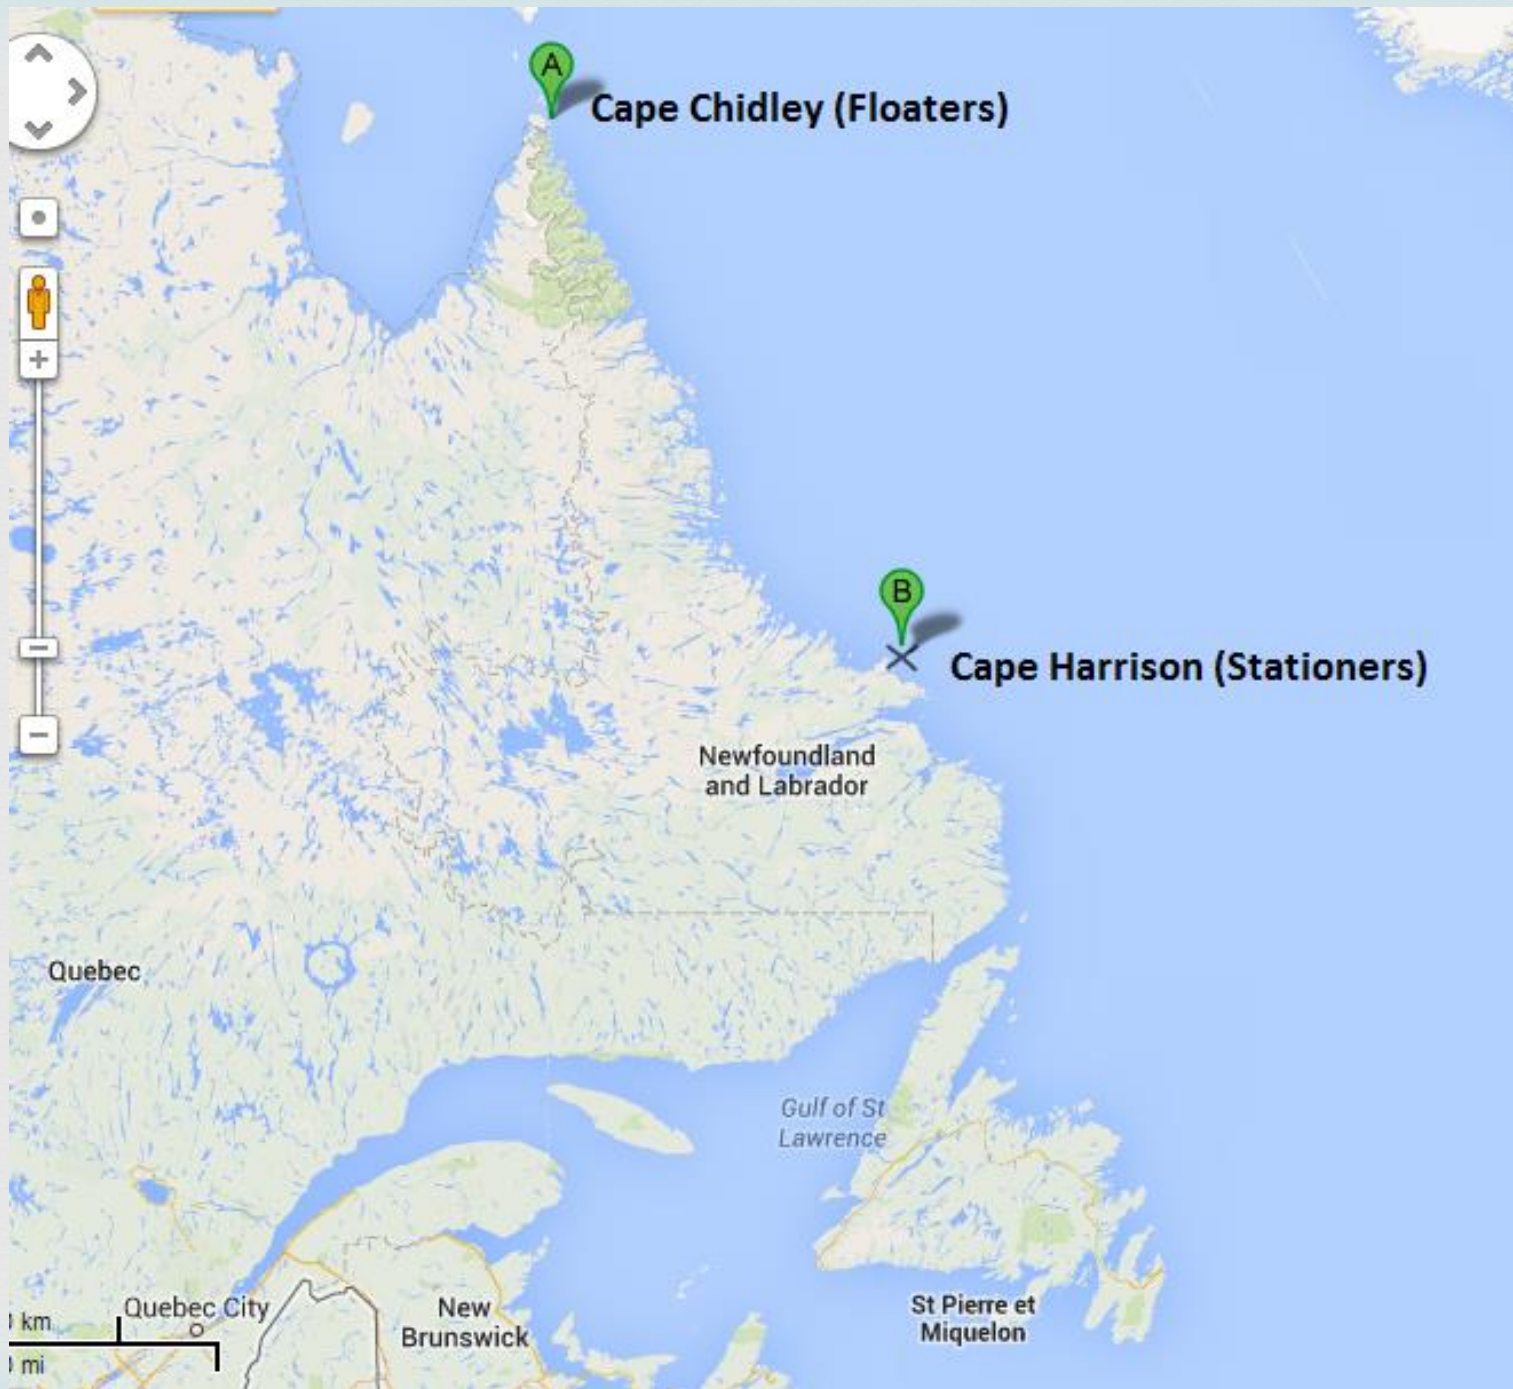 A
Cape Chidley (Floaters)
B
Cape Harrison (Stationers)
Newfoundland
and Labrador
Quebec
Gulf of St
Lawrence
Quebec City
New
Brunswick
St Pierre et
Miquelon
km
mi